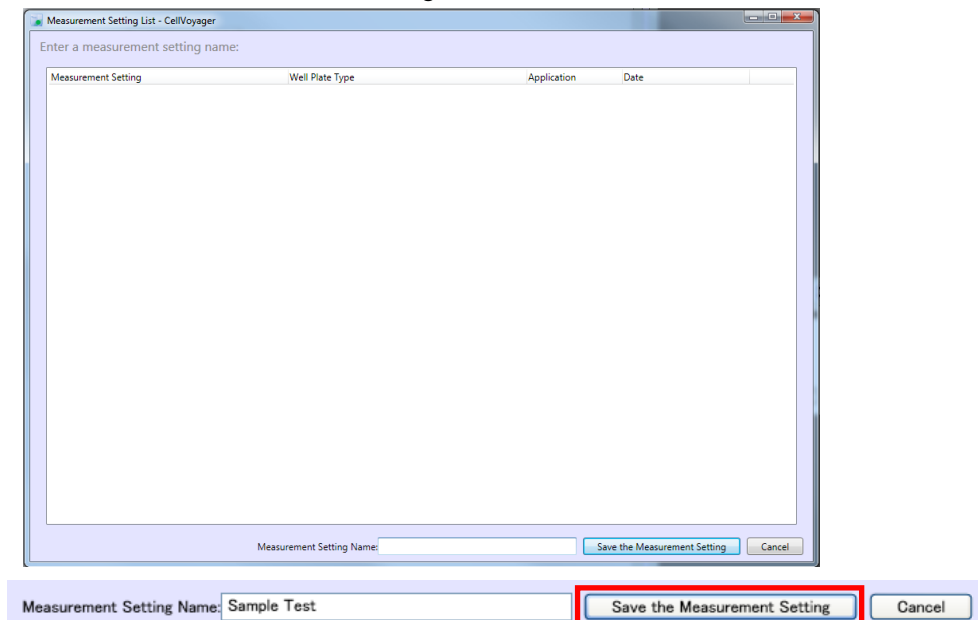 Measurement Setting List - CellVoyager
Enter a measurement setting name:
Measurement Setting Well Plate Type Application Date
Measurement Setting Name: Save the Measurement Setting Cancel
Measurement Setting Name: Sample Test Save the Measurement Setting Cancel